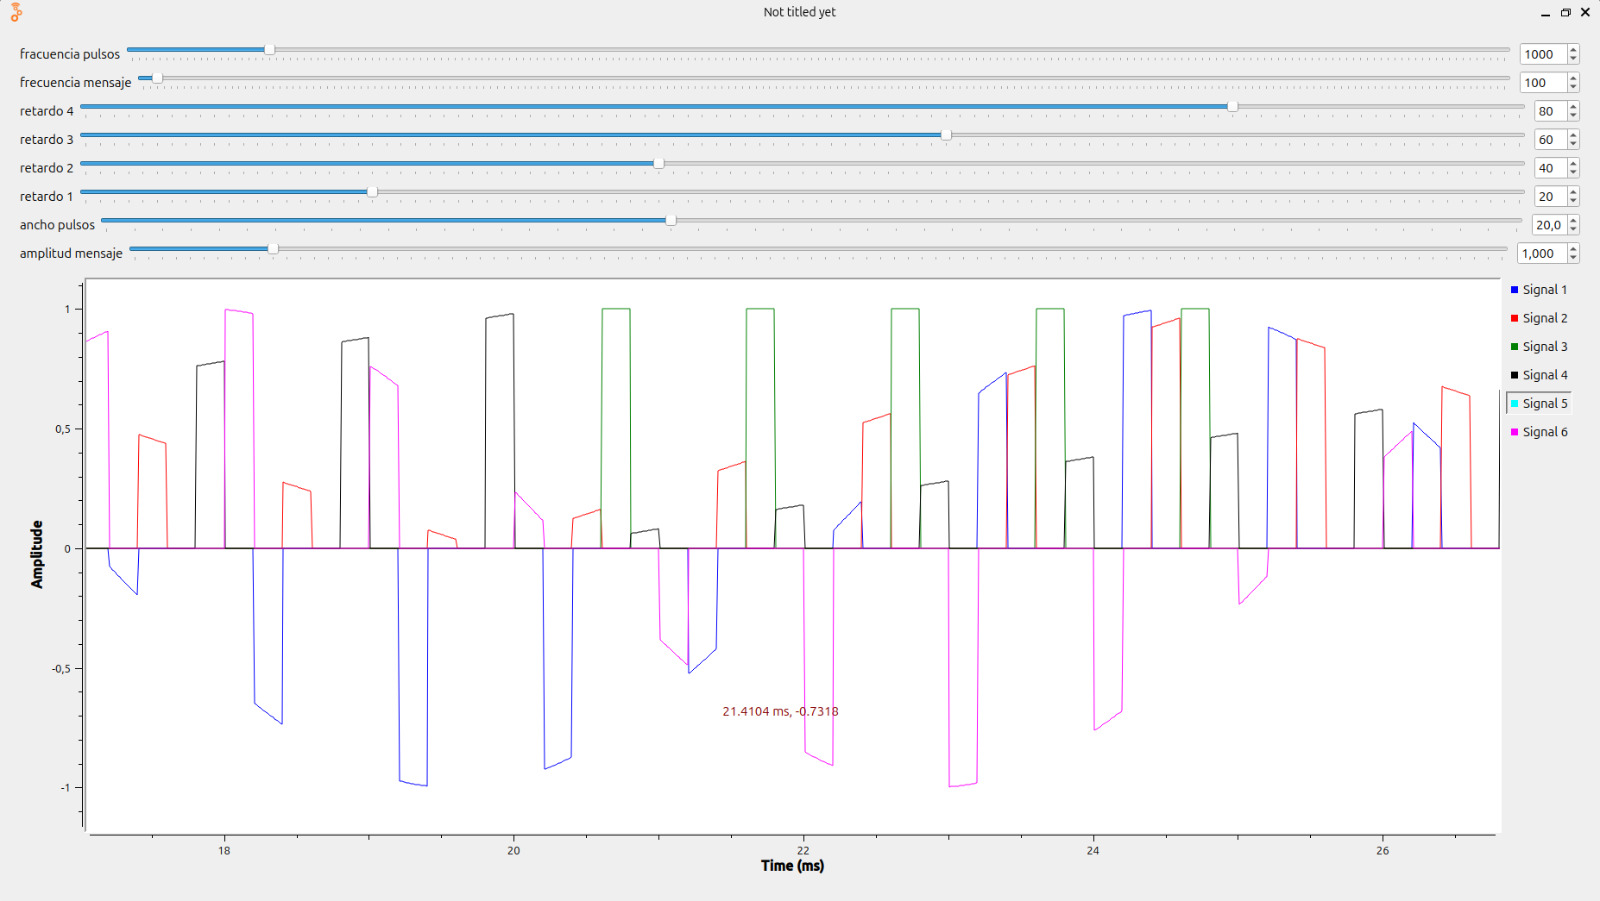 Not titled yet
fracuencia pulsos 1000
frecuencia mensaje 100
retardo 4 80
retardo 3 60
retardo 2 40
retardo 1 20
ancho pulsos 20,0
amplitud mensaje 1,000
Signal 1
Signal 2
Signal 3
Signal 4
Signal 5
Signal 6
1
0,5
0
-0,5
-1
Amplitude
21.4104 ms, -0.7318
18 20 22 24 26
Time (ms)